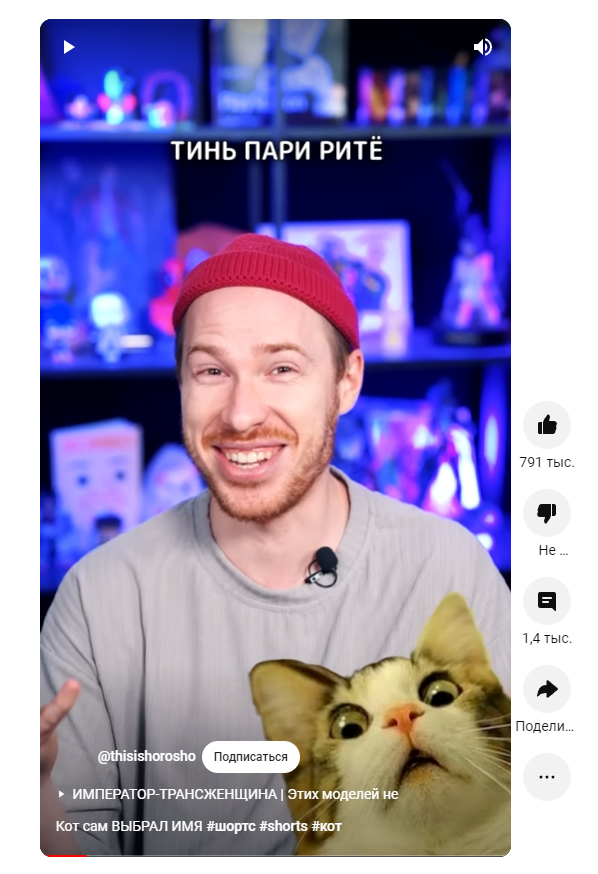 ТИНЬ ПАРИ РИТЁ
791 тыс.
Не ...
1,4 тыс.
Подели...
@thisishorosho Подписаться
ИМПЕРАТОР-ТРАНСЖЕНЩИНА | Этих моделей не
Кот сам ВЫБРАЛ ИМЯ #шортс #shorts #кот